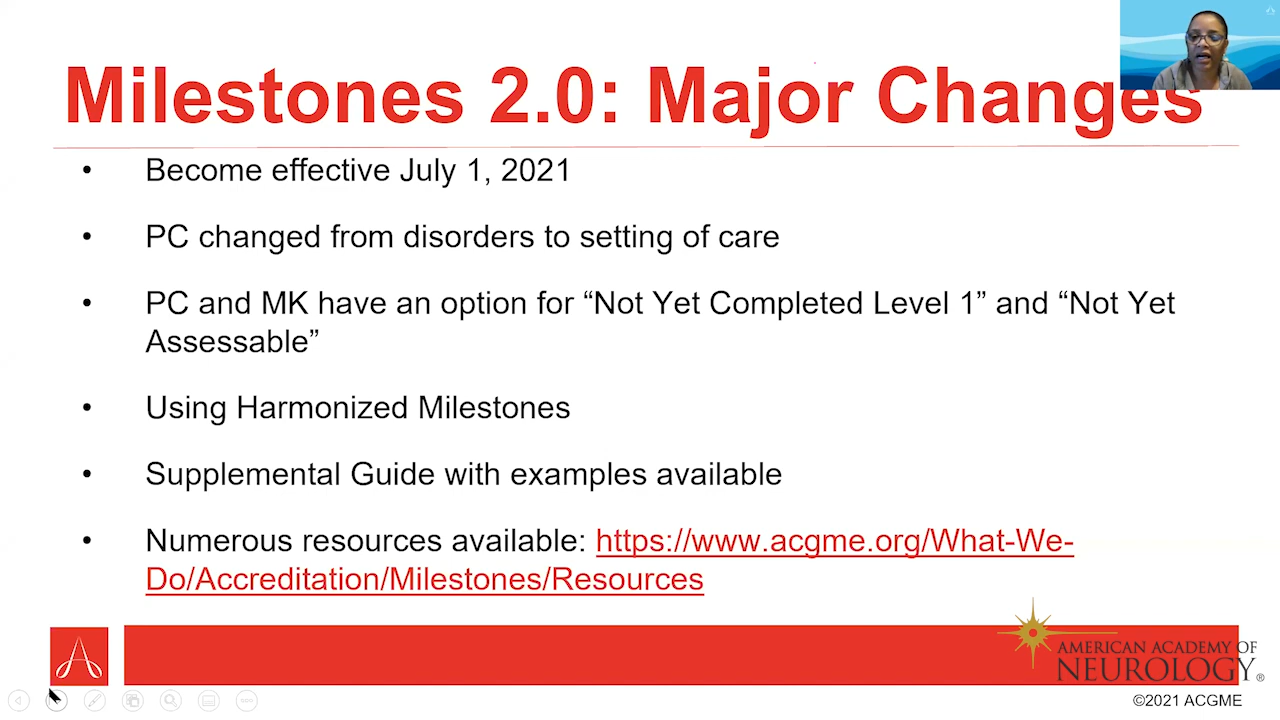 Milestones 2.0: Major Changes
• Become effective July 1, 2021
• PC changed from disorders to setting of care
• PC and MK have an option for “Not Yet Completed Level 1” and “Not Yet
Assessable”
• Using Harmonized Milestones
• Supplemental Guide with examples available
• Numerous resources available: https://www.acgme.org/What-We-
Do/Accreditation/Milestones/Resources
AMERICAN ACADEMY OF
NEUROLOGY®
©2021 ACGME